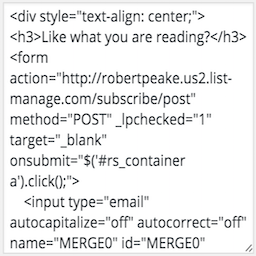 <div style="text-align: center;">
<h3>Like what you are reading?</h3>
<form
action="http://robertpeake.us2.list-
manage.com/subscribe/post"
method="POST" _lpchecked="1"
target="_blank"
onsubmit="$('#rs_container
a').click();">
    <input type="email"
autocapitalize="off" autocorrect="off"
name="MERGE0" id="MERGE0"